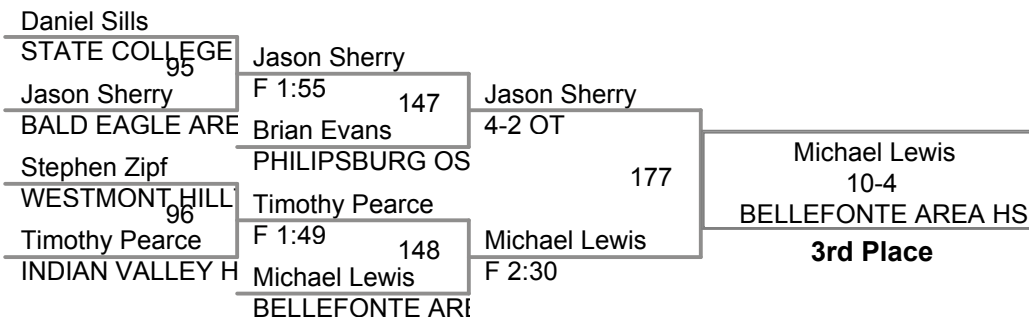 Daniel Sills
STATE COLLEGE
95
Jason Sherry
BALD EAGLE ARE
Stephen Zipf
WESTMONT HILL
96
Timothy Pearce
INDIAN VALLEY H
Jason Sherry
F 1:55
147
Brian Evans
PHILIPSBURG OS
Timothy Pearce
F 1:49
148
Michael Lewis
BELLEFONTE ARE
Jason Sherry
4-2 OT
177
Michael Lewis
F 2:30
Michael Lewis
10-4
BELLEFONTE AREA HS
3rd Place